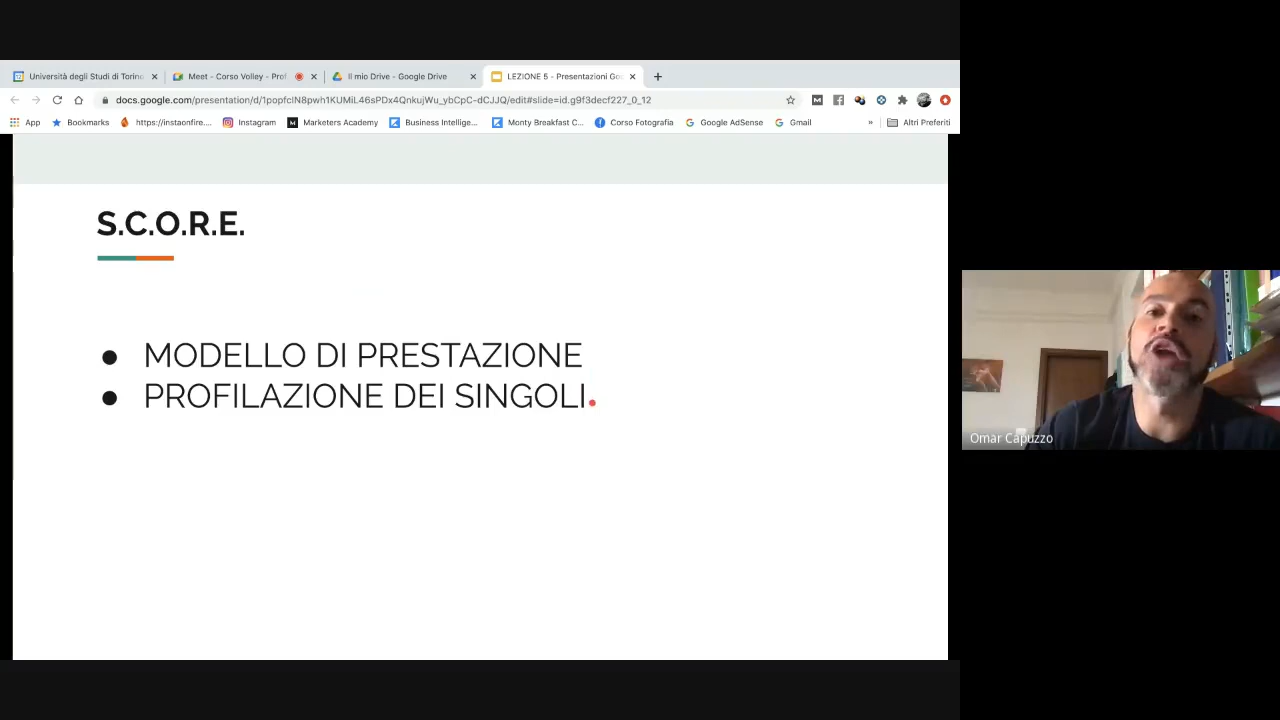 Università degli Studi di Torino
Meet - Corso Volley - Prof
Il mio Drive - Google Drive
LEZIONE 5 - Presentazioni Go
docs.google.com/presentation/d/1popfclN8pwh1KUMiL46sPDx4QnkujWu_ybCpC-dCJJQ/edit#slide=id.g9f3decf227_0_12
App
Bookmarks
https://instaonfire....
Instagram
Marketers Academy
Business Intellige...
Monty Breakfast C...
Corso Fotografia
Google AdSense
Gmail
»
Altri Preferiti
S.C.O.R.E.
● MODELLO DI PRESTAZIONE
● PROFILAZIONE DEI SINGOLI
Omar Capuzzo